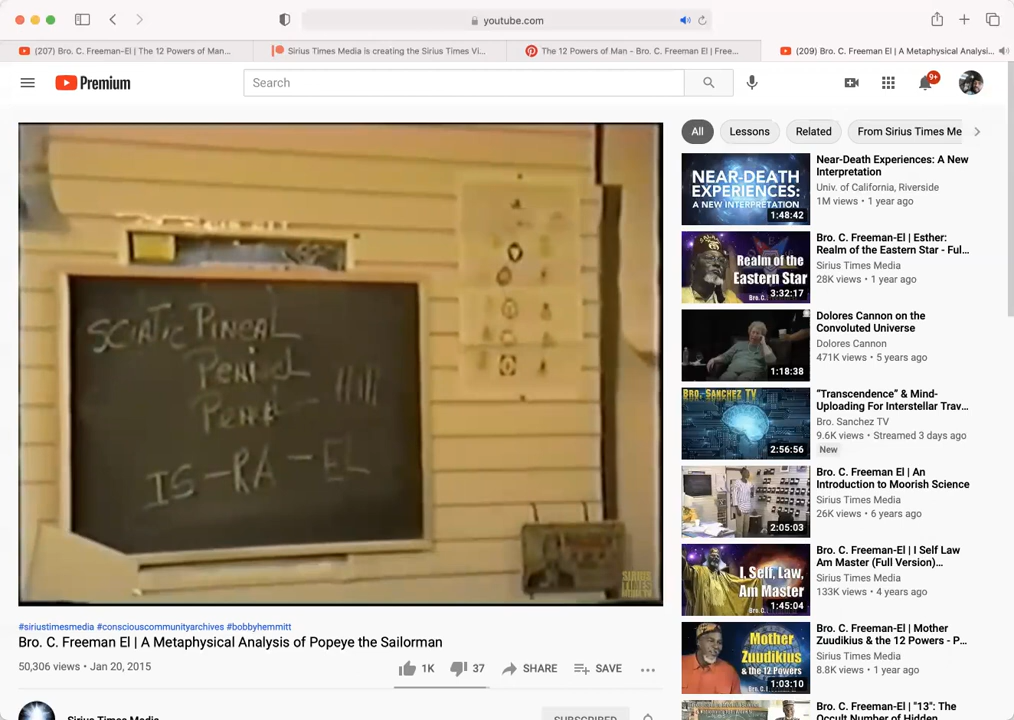 youtube.com
(207) Bro. C. Freeman-El | The 12 Powers of Man...
Sirius Times Media is creating the Sirius Times Vi...
The 12 Powers of Man - Bro. C. Freeman El | Free...
(209) Bro. C. Freeman El | A Metaphysical Analysi...
Premium
Search
9+
SCIATIC PINEAL
IS-RA-EL
SIRIUS
TIMES
MEDIA TV
#siriustimesmedia #consciouscommunityarchives #bobbyhemmitt
Bro. C. Freeman El | A Metaphysical Analysis of Popeye the Sailorman
50,306 views • Jan 20, 2015
1K
37
SHARE
SAVE
Sirius Times Media
SUBSCRIBED
All
Lessons
Related
From Sirius Times Me
NEAR-DEATH
EXPERIENCES:
A NEW INTERPRETATION
1:48:42
Near-Death Experiences: A New
Interpretation
Univ. of California, Riverside
1M views • 1 year ago
Realm of the
Eastern Star
Bro. C.
3:32:17
Bro. C. Freeman-El | Esther:
Realm of the Eastern Star - Ful...
Sirius Times Media
28K views • 1 year ago
1:18:38
Dolores Cannon on the
Convoluted Universe
Dolores Cannon
471K views • 5 years ago
BRO. SANCHEZ TV
2:56:56
“Transcendence” & Mind-
Uploading For Interstellar Trav...
Bro. Sanchez TV
9.6K views • Streamed 3 days ago
New
2:05:03
Bro. C. Freeman El | An
Introduction to Moorish Science
Sirius Times Media
26K views • 6 years ago
I, Self, Law,
Am Master
1:45:04
Bro. C. Freeman-El | I Self Law
Am Master (Full Version)...
Sirius Times Media
133K views • 4 years ago
Mother
Zuudikius
& the 12 Powers
1:03:10
Bro. C. Freeman-El | Mother
Zuudikius & the 12 Powers - P...
Sirius Times Media
8.8K views • 1 year ago
Bro. C. Freeman-El | "13": The
Occult Number of Hidden